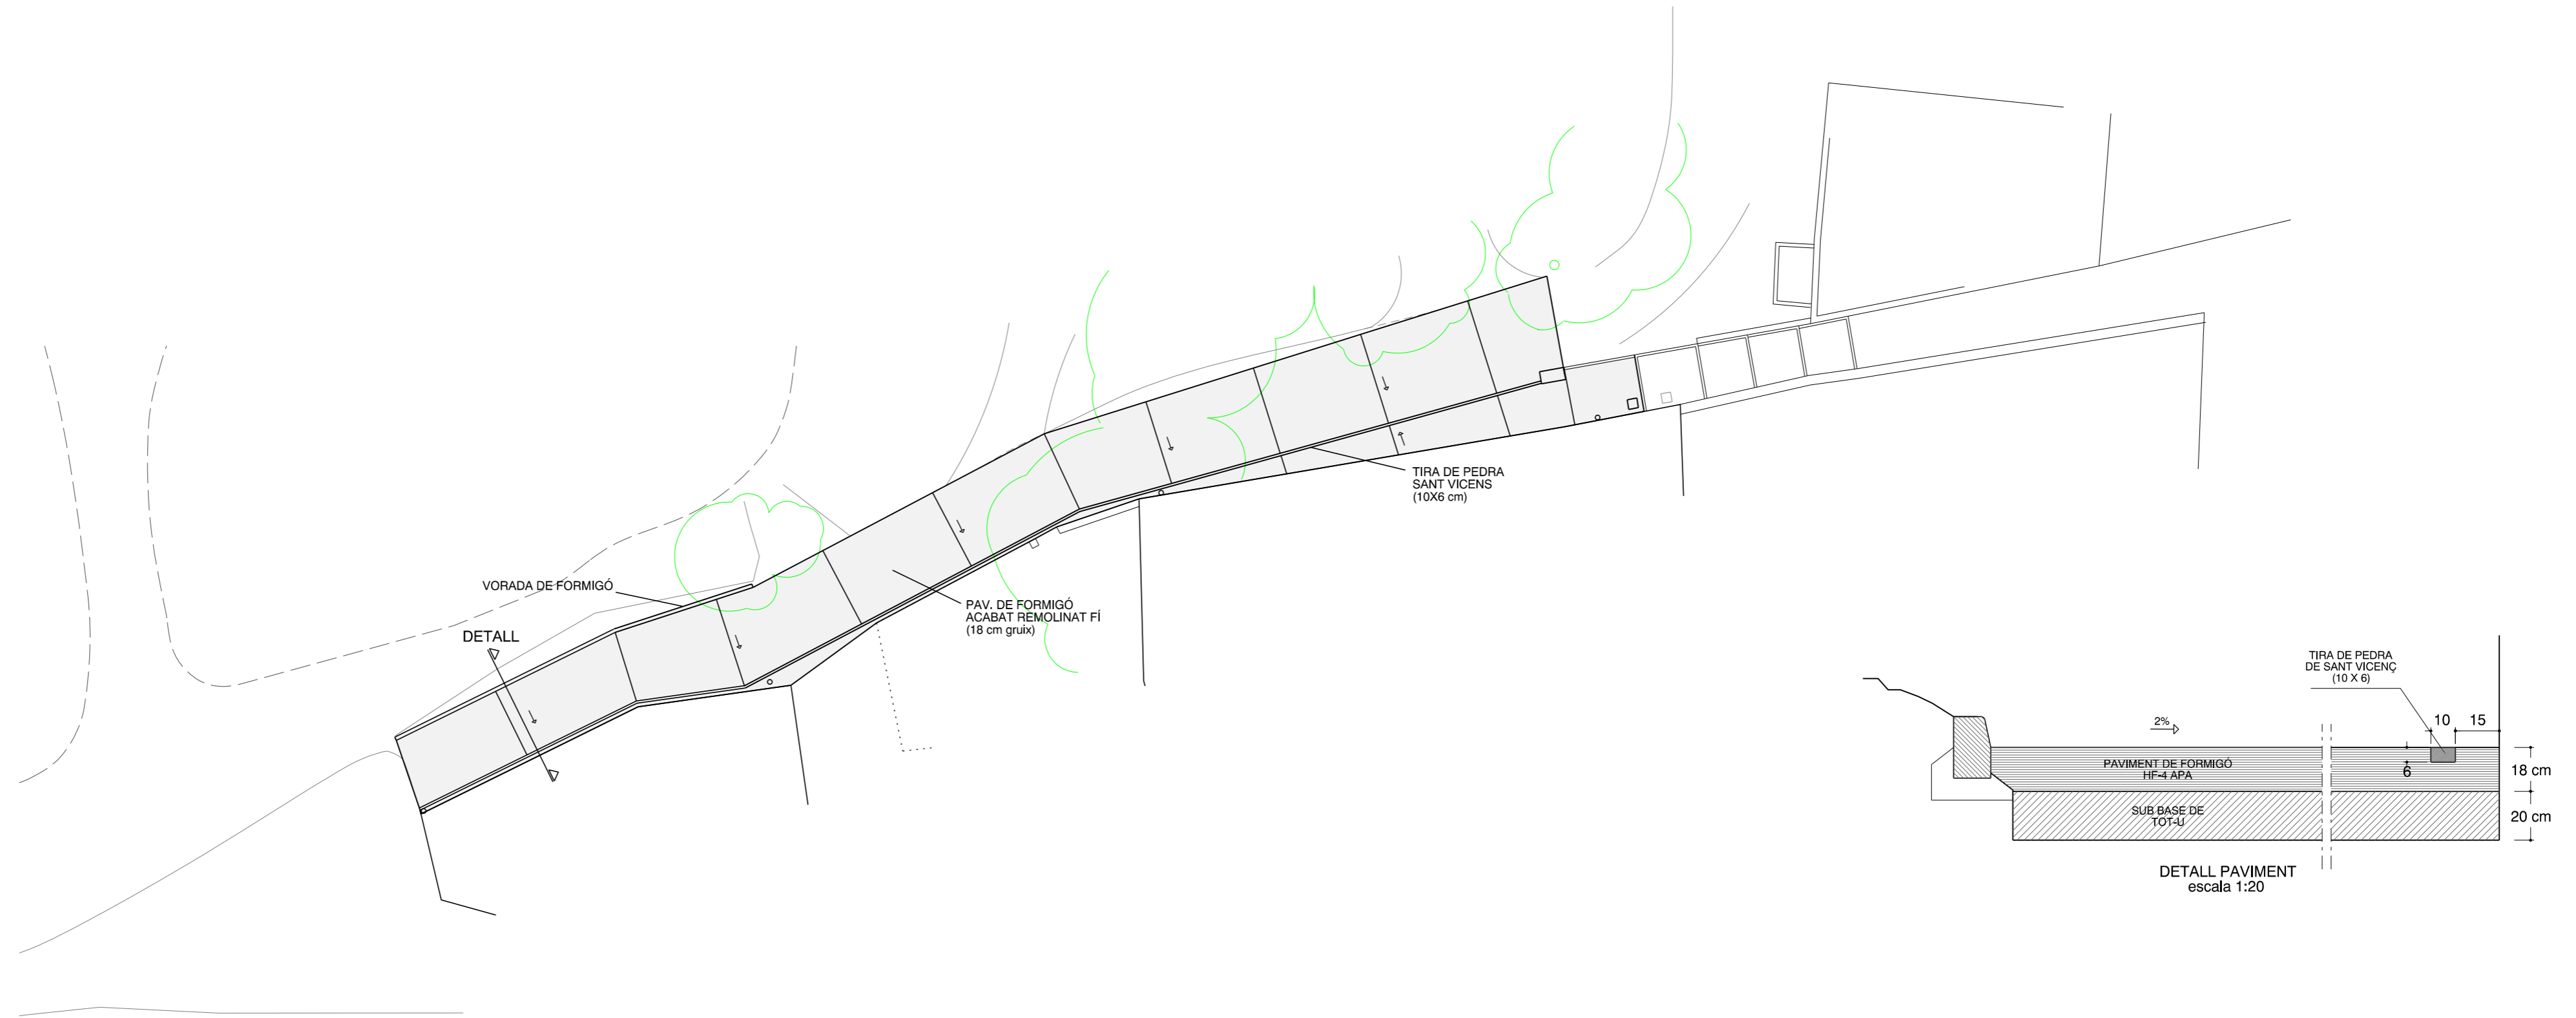 TIRA DE PEDRA
SANT VICENS
(10X6 cm)
VORADA DE FORMIGÓ
PAV. DE FORMIGÓ
ACABAT REMOLINAT FÍ
(18 cm gruix)
DETALL
TIRA DE PEDRA
DE SANT VICENÇ
(10 X 6)
2%
10
15
PAVIMENT DE FORMIGÓ
HF-4 APA
6
18 cm
SUB BASE DE
TOT-U
20 cm
DETALL PAVIMENT
escala 1:20